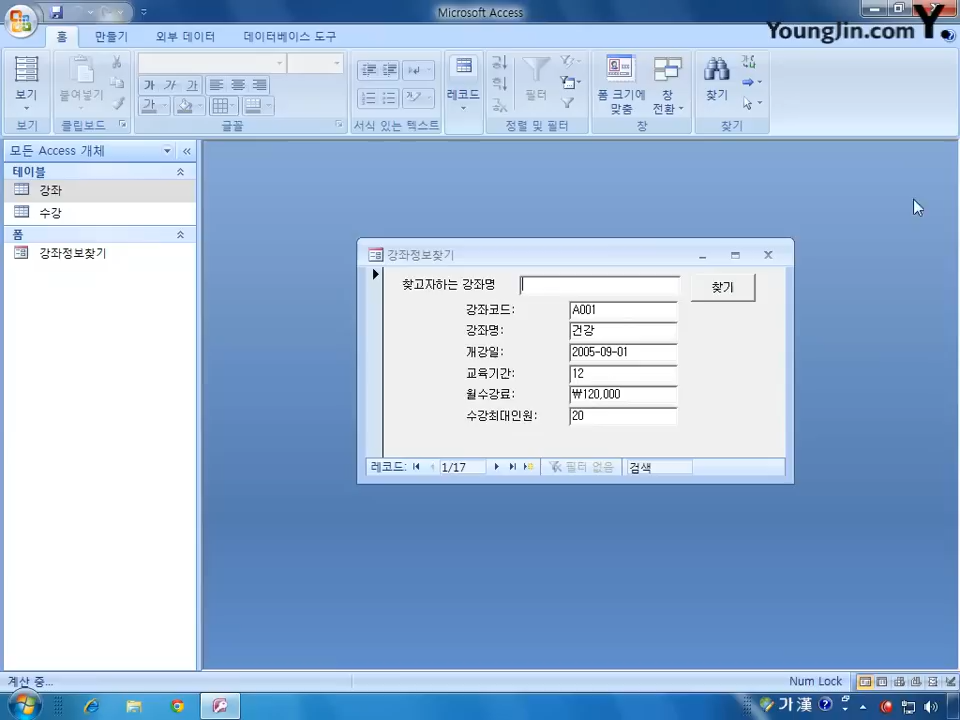 Microsoft Access
YoungJin.com Y.
홈 만들기 외부 데이터 데이터베이스 도구
보기 붙여넣기 가 가 가 가 레코드 필터 폼 크기에 맞춤 창 전환 찾기
보기 클립보드 글꼴 서식 있는 텍스트 정렬 및 필터 창 찾기
모든 Access 개체
테이블
강좌
수강
폼
강좌정보찾기
강좌정보찾기
찾고자하는 강좌명 찾기
강좌코드: A001
강좌명: 건강
개강일: 2005-09-01
교육기간: 12
월수강료: ₩120,000
수강최대인원: 20
레코드: 1/17 필터 없음 검색
계산 중... Num Lock
가 漢